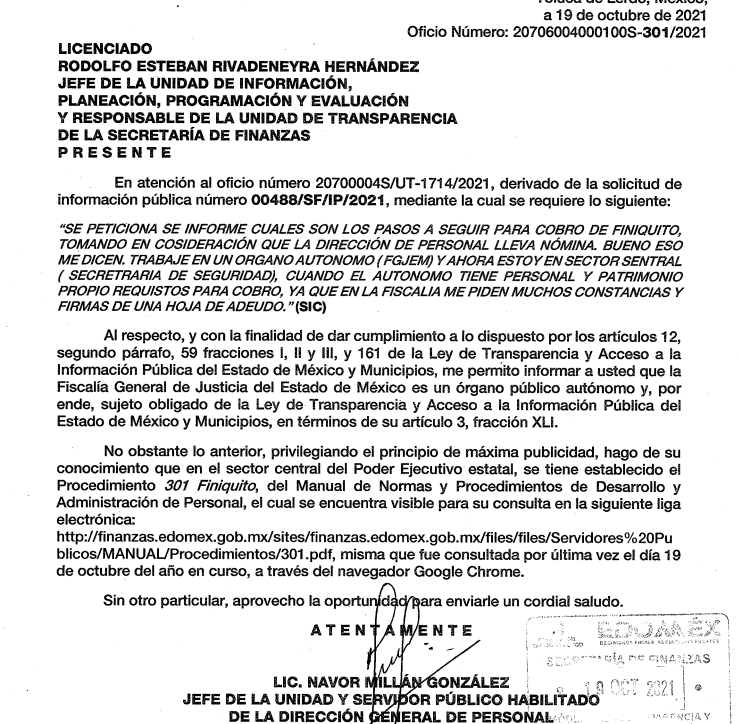 Toluca de Lerdo, México,
a 19 de octubre de 2021
Oficio Número: 20706004000100S-301/2021
LICENCIADO
RODOLFO ESTEBAN RIVADENEYRA HERNÁNDEZ
JEFE DE LA UNIDAD DE INFORMACIÓN,
PLANEACIÓN, PROGRAMACIÓN Y EVALUACIÓN
Y RESPONSABLE DE LA UNIDAD DE TRANSPARENCIA
DE LA SECRETARÍA DE FINANZAS
P R E S E N T E
En atención al oficio número 20700004S/UT-1714/2021, derivado de la solicitud de
información pública número 00488/SF/IP/2021, mediante la cual se requiere lo siguiente:
"SE PETICIONA SE INFORME CUALES SON LOS PASOS A SEGUIR PARA COBRO DE FINIQUITO,
TOMANDO EN COSIDERACIÓN QUE LA DIRECCIÓN DE PERSONAL LLEVA NÓMINA. BUENO ESO
ME DICEN. TRABAJE EN UN ORGANO AUTONOMO ( FGJEM) Y AHORA ESTOY EN SECTOR SENTRAL
( SECRETRARIA DE SEGURIDAD), CUANDO EL AUTONOMO TIENE PERSONAL Y PATRIMONIO
PROPIO REQUISTOS PARA COBRO, YA QUE EN LA FISCALIA ME PIDEN MUCHOS CONSTANCIAS Y
FIRMAS DE UNA HOJA DE ADEUDO."(SIC)
Al respecto, y con la finalidad de dar cumplimiento a lo dispuesto por los artículos 12,
segundo párrafo, 59 fracciones I, II y III, y 161 de la Ley de Transparencia y Acceso a la
Información Pública del Estado de México y Municipios, me permito informar a usted que la
Fiscalía General de Justicia del Estado de México es un órgano público autónomo y, por
ende, sujeto obligado de la Ley de Transparencia y Acceso a la Información Pública del
Estado de México y Municipios, en términos de su artículo 3, fracción XLI.
No obstante lo anterior, privilegiando el principio de máxima publicidad, hago de su
conocimiento que en el sector central del Poder Ejecutivo estatal, se tiene establecido el
Procedimiento 301 Finiquito, del Manual de Normas y Procedimientos de Desarrollo y
Administración de Personal, el cual se encuentra visible para su consulta en la siguiente liga
electrónica:
http://finanzas.edomex.gob.mx/sites/finanzas.edomex.gob.mx/files/files/Servidores%20Pu
blicos/MANUAL/Procedimientos/301.pdf, misma que fue consultada por última vez el día 19
de octubre del año en curso, a través del navegador Google Chrome.
Sin otro particular, aprovecho la oportunidad para enviarle un cordial saludo.
A T E N T A M E N T E
EDOMÉX
SECRETARÍA DE FINANZAS
19 OCT 2021
LIC. NAVOR MILLÁN GONZÁLEZ
JEFE DE LA UNIDAD Y SERVIDOR PÚBLICO HABILITADO
DE LA DIRECCIÓN GENERAL DE PERSONAL